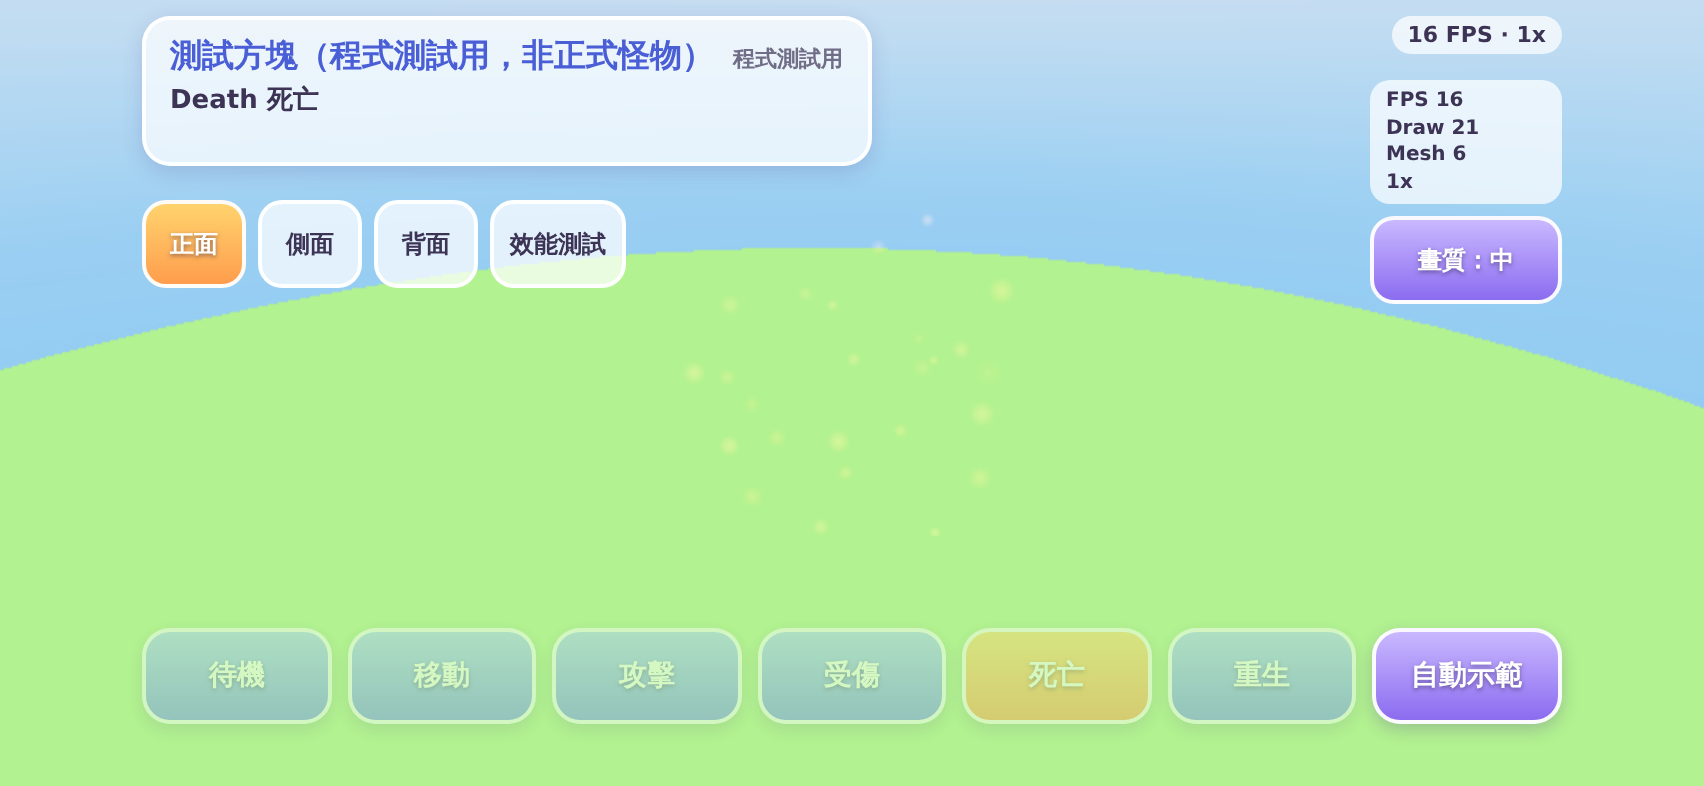 測試方塊（程式測試用，非正式怪物） 程式測試用
Death 死亡
16 FPS · 1x
FPS 16
Draw 21
Mesh 6
1x
正面
側面
背面
效能測試
畫質：中
待機
移動
攻擊
受傷
死亡
重生
自動示範